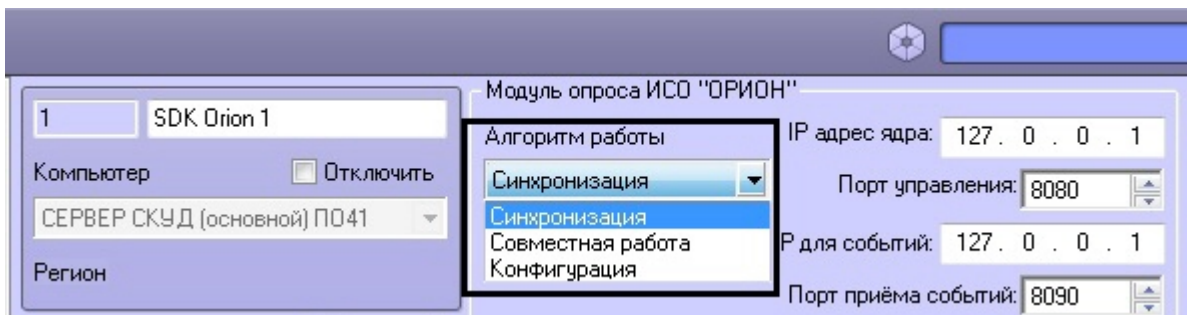 1
SDK Orion 1
Компьютер
Отключить
СЕРВЕР СКУД (основной) ПО41
Регион
Модуль опроса ИСО "ОРИОН"
Алгоритм работы
Синхронизация
Синхронизация
Совместная работа
Конфигурация
IP адрес ядра: 127 . 0 . 0 . 1
Порт управления: 8080
P для событий: 127 . 0 . 0 . 1
Порт приёма событий: 8090